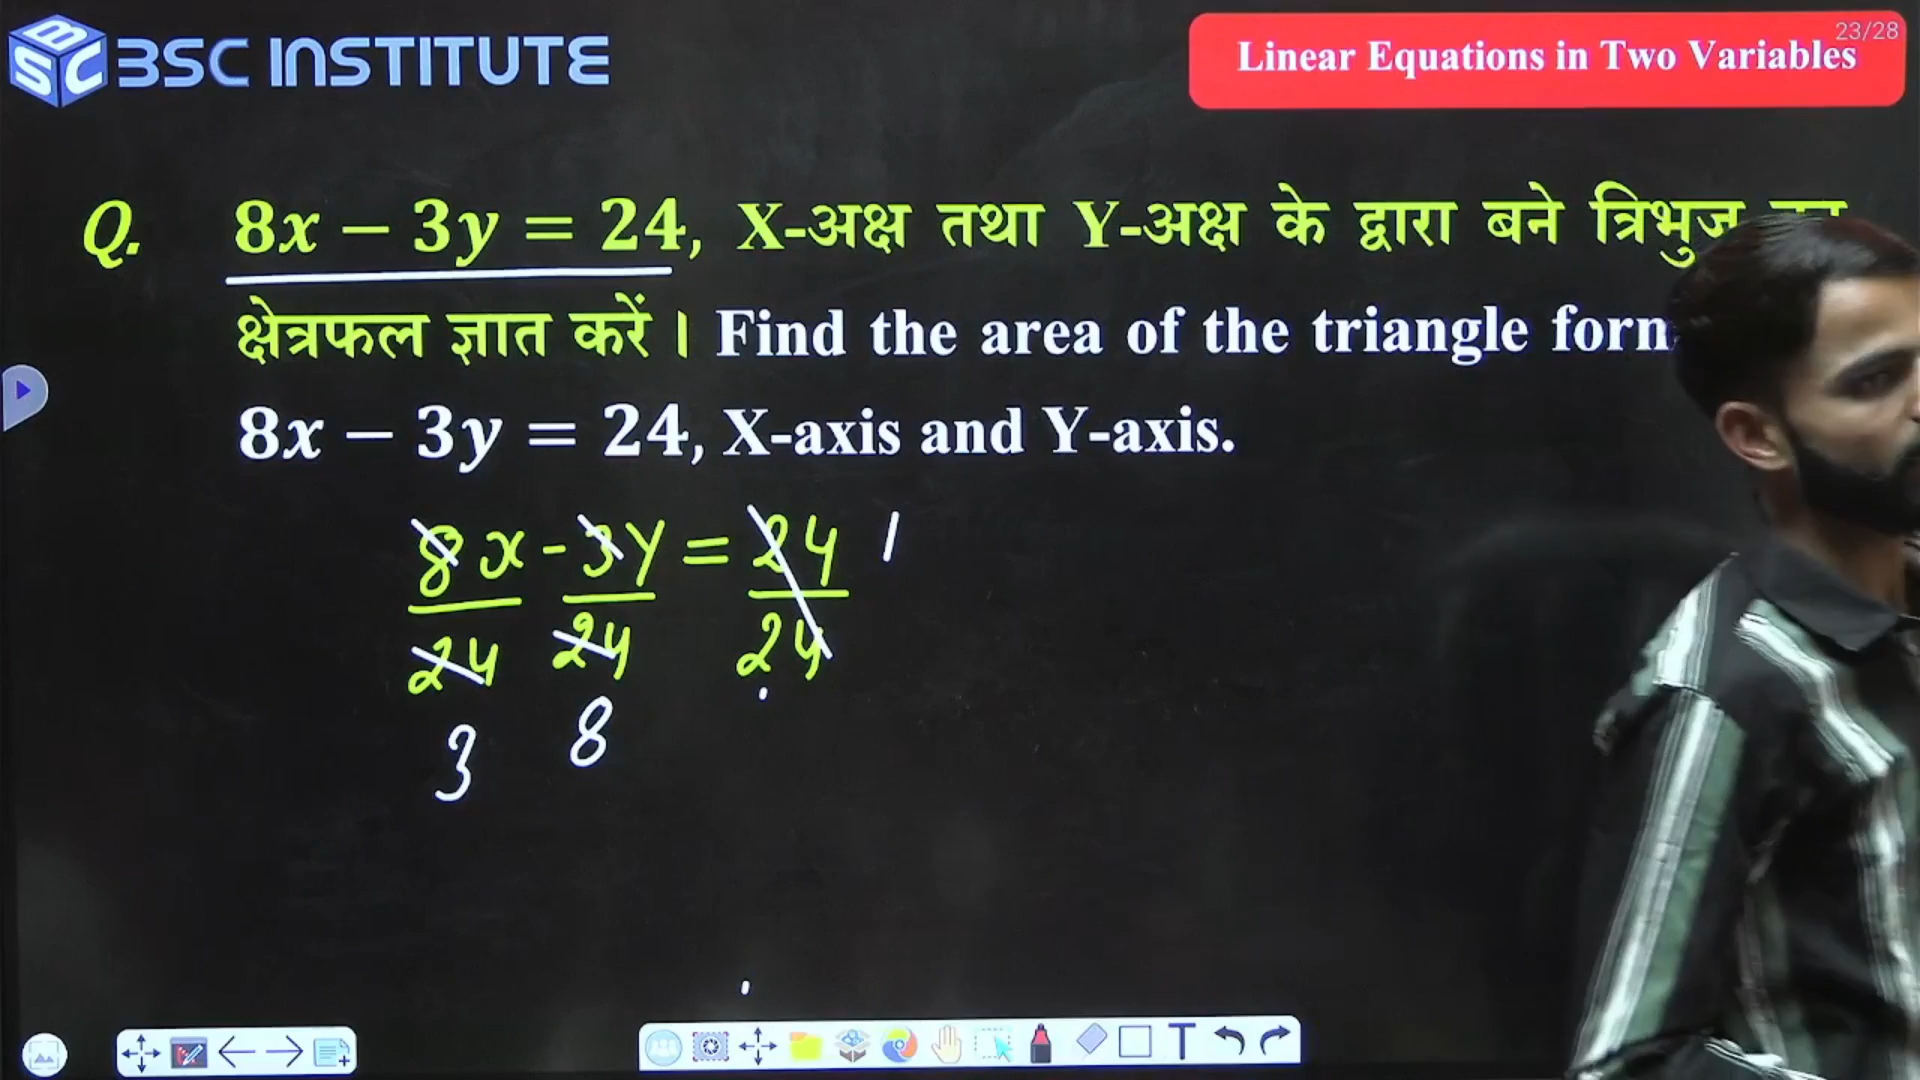 BSC INSTITUTE
23/28
Linear Equations in Two Variables
Q. 8x − 3y = 24, X-अक्ष तथा Y-अक्ष के द्वारा बने त्रिभुज
क्षेत्रफल ज्ञात करें। Find the area of the triangle
8x − 3y = 24, X-axis and Y-axis.
8x - 3y = 24 1
24 24 24
3 8